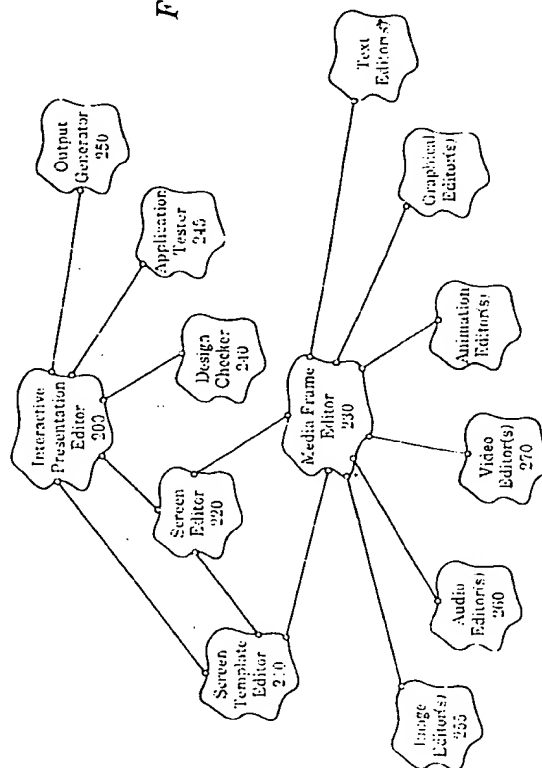 F
Interactive
Presentation
Editor
200
Output
Generator
250
Application
Tester
245
Design
Checker
240
Screen
Editor
220
Screen
Template
Editor
Media Frame
Editor
230
Image
Editor(s)
255
Audio
Editor(s)
260
Video
Editor(s)
270
Animation
Editor(s)
Graphical
Editor(s)
Text
Editor(s)